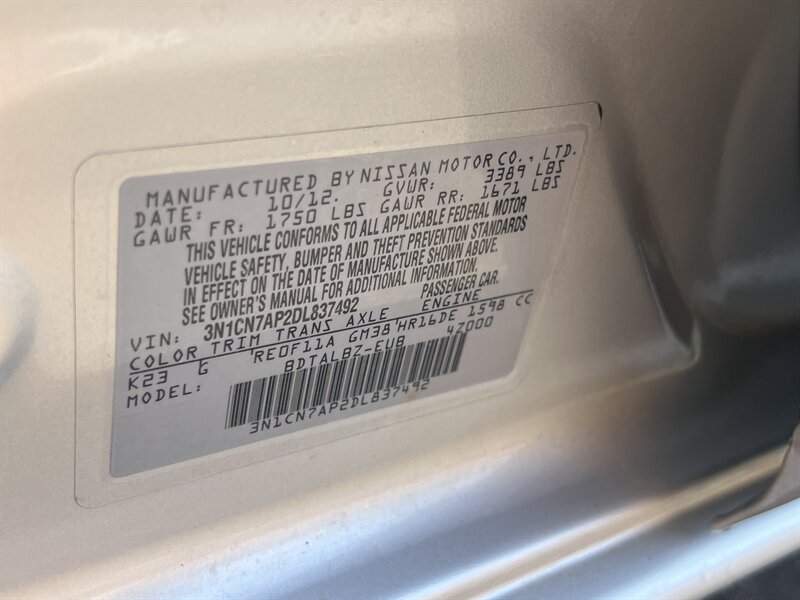 MANUFACTURED BY NISSAN MOTOR CO., LTD.
DATE: 10/12. GVWR: 3389 LBS
GAWR FR: 1750 LBS GAWR RR: 1671 LBS
THIS VEHICLE CONFORMS TO ALL APPLICABLE FEDERAL MOTOR
VEHICLE SAFETY, BUMPER AND THEFT PREVENTION STANDARDS
IN EFFECT ON THE DATE OF MANUFACTURE SHOWN ABOVE.
SEE OWNER'S MANUAL FOR ADDITIONAL INFORMATION.
VIN: 3N1CN7AP2DL837492 PASSENGER CAR.
COLOR TRIM TRANS AXLE ENGINE
K23 G RE0F11A GM38 HR16DE 1598 CC
MODEL: BDTALBZ-EUB 4Z000
3N1CN7AP2DL837492